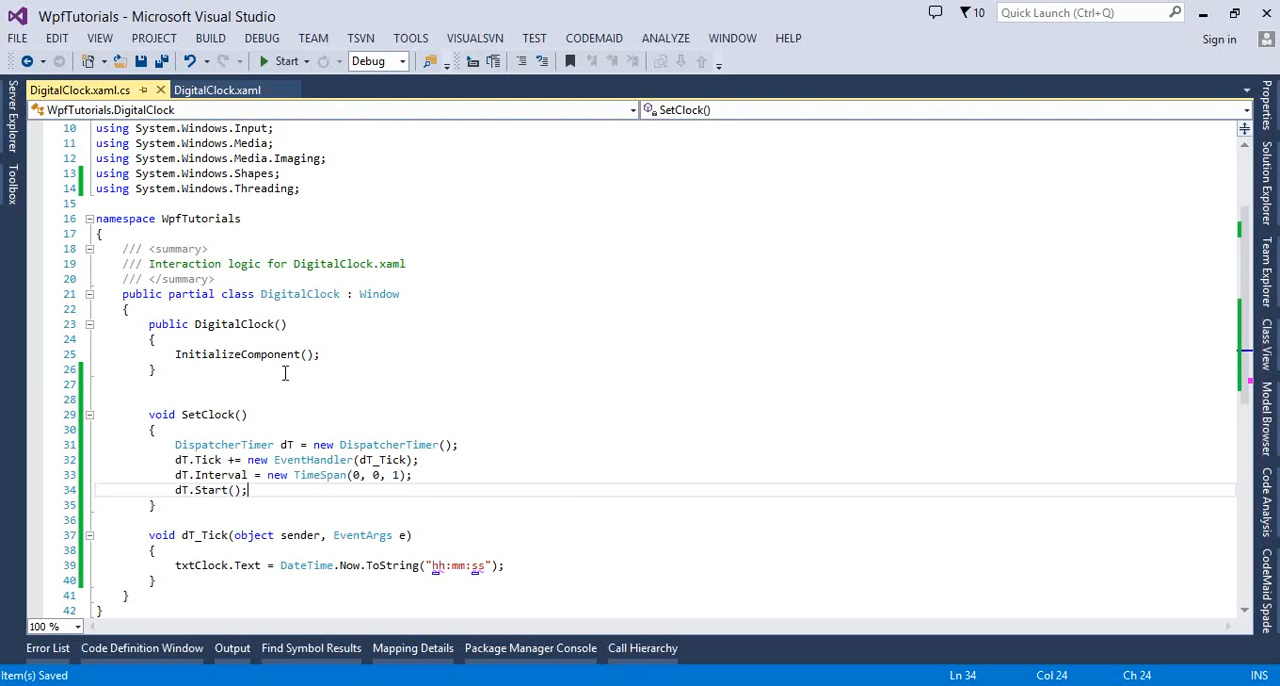 WpfTutorials - Microsoft Visual Studio
10
Quick Launch (Ctrl+Q)
FILE EDIT VIEW PROJECT BUILD DEBUG TEAM TSVN TOOLS VISUALSVN TEST CODEMAID ANALYZE WINDOW HELP
Sign in
Start Debug
DigitalClock.xaml.cs DigitalClock.xaml
WpfTutorials.DigitalClock SetClock()
Server Explorer
Toolbox
10 using System.Windows.Input;
11 using System.Windows.Media;
12 using System.Windows.Media.Imaging;
13 using System.Windows.Shapes;
14 using System.Windows.Threading;
15
16 namespace WpfTutorials
17 {
18 /// <summary>
19 /// Interaction logic for DigitalClock.xaml
20 /// </summary>
21 public partial class DigitalClock : Window
22 {
23 public DigitalClock()
24 {
25 InitializeComponent();
26 }
27
28
29 void SetClock()
30 {
31 DispatcherTimer dT = new DispatcherTimer();
32 dT.Tick += new EventHandler(dT_Tick);
33 dT.Interval = new TimeSpan(0, 0, 1);
34 dT.Start();
35 }
36
37 void dT_Tick(object sender, EventArgs e)
38 {
39 txtClock.Text = DateTime.Now.ToString("hh:mm:ss");
40 }
41 }
42 }
Properties
Solution Explorer
Team Explorer
Class View
Model Browser
Code Analysis
CodeMaid Spade
100 %
Error List Code Definition Window Output Find Symbol Results Mapping Details Package Manager Console Call Hierarchy
Item(s) Saved Ln 34 Col 24 Ch 24 INS